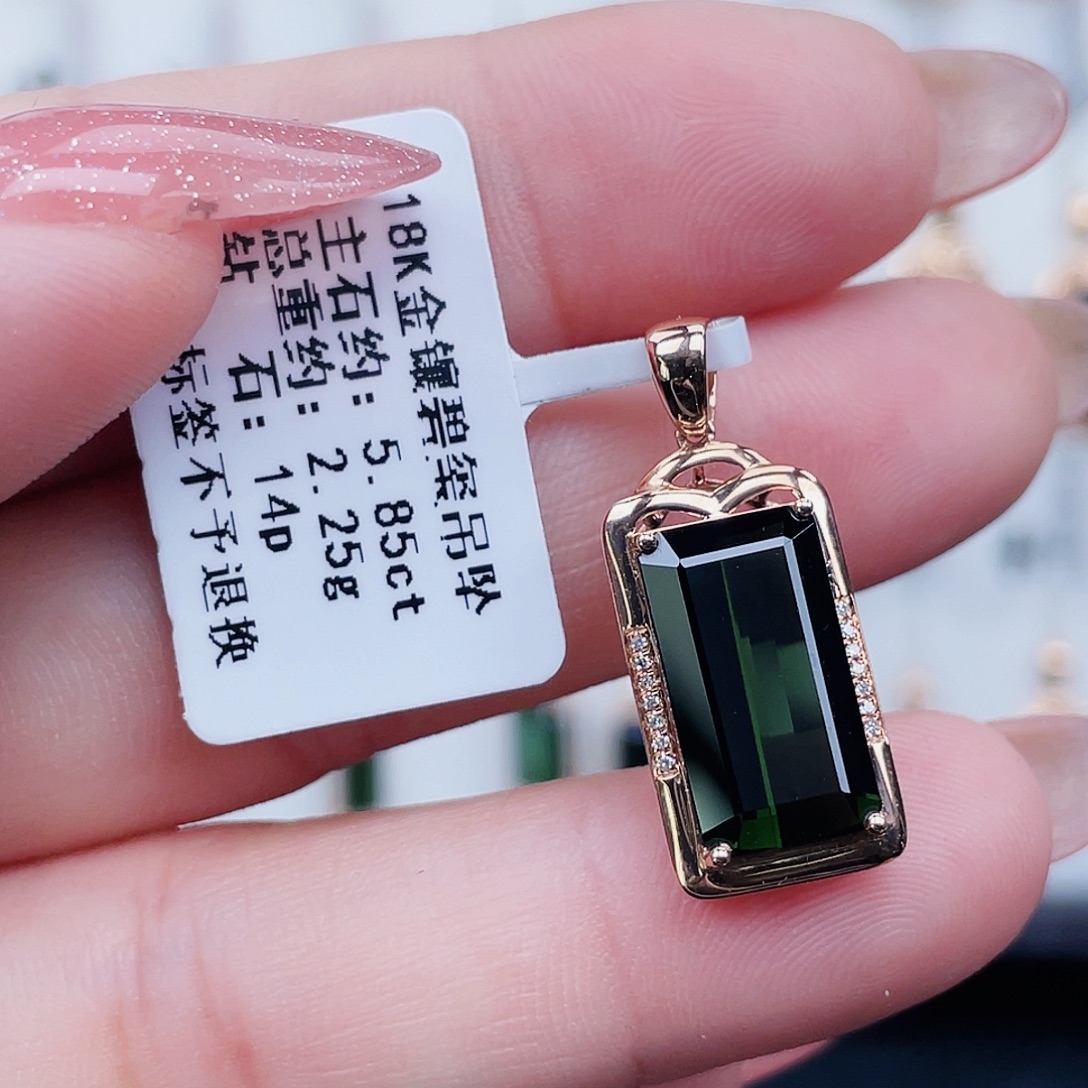 18K金镶碧玺吊坠
主石约: 5.85ct
总重约: 2.25g
钻 石: 14p
标签不予退换